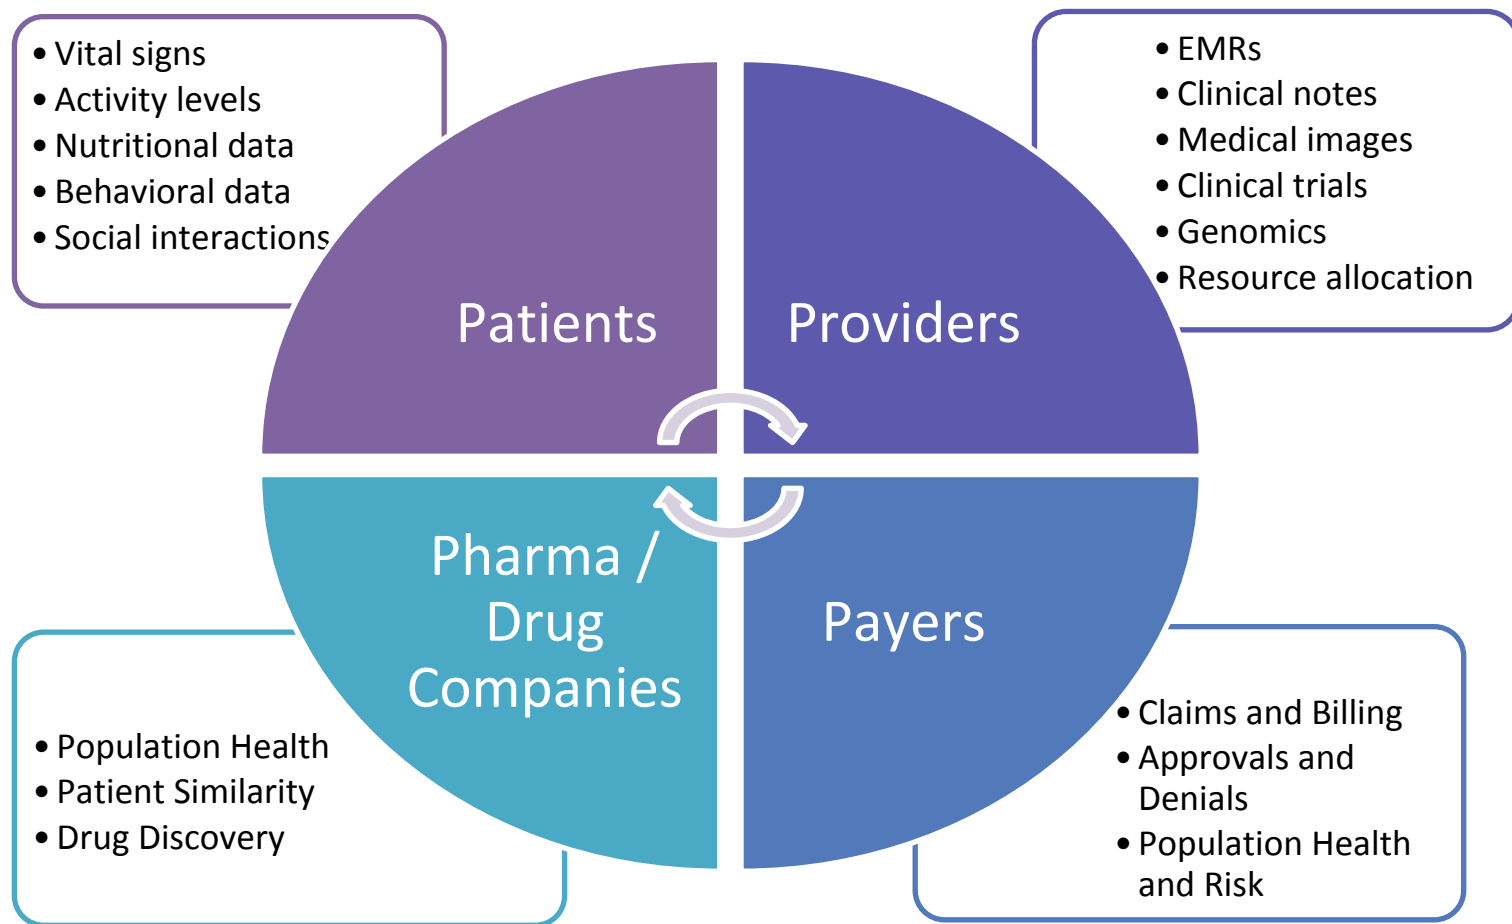 • Vital signs
• Activity levels
• Nutritional data
• Behavioral data
• Social interactions
• EMRs
• Clinical notes
• Medical images
• Clinical trials
• Genomics
• Resource allocation
Patients
Providers
Pharma /
Drug
Companies
Payers
• Population Health
• Patient Similarity
• Drug Discovery
• Claims and Billing
• Approvals and
Denials
• Population Health
and Risk